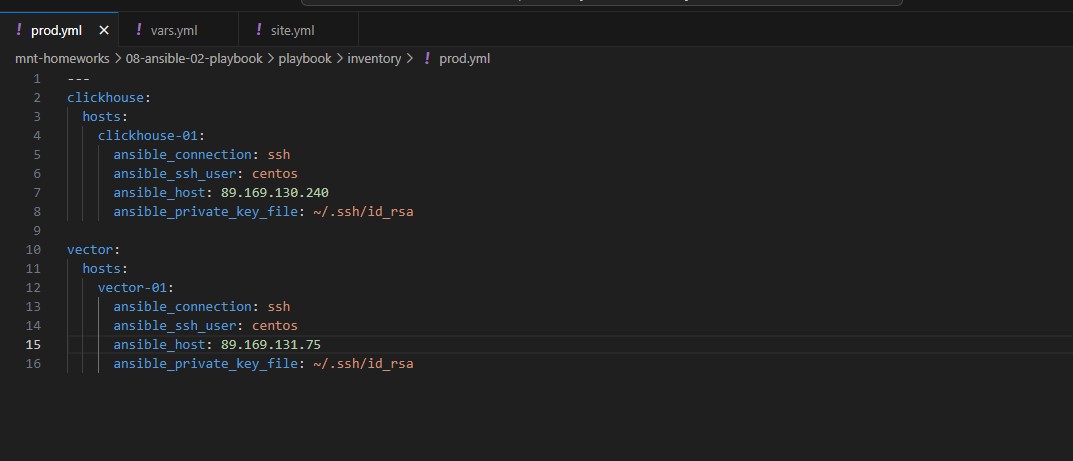 prod.yml
vars.yml
site.yml
mnt-homeworks > 08-ansible-02-playbook > playbook > inventory > ! prod.yml
1 ---
2 clickhouse:
3 hosts:
4 clickhouse-01:
5 ansible_connection: ssh
6 ansible_ssh_user: centos
7 ansible_host: 89.169.130.240
8 ansible_private_key_file: ~/.ssh/id_rsa
9
10 vector:
11 hosts:
12 vector-01:
13 ansible_connection: ssh
14 ansible_ssh_user: centos
15 ansible_host: 89.169.131.75
16 ansible_private_key_file: ~/.ssh/id_rsa